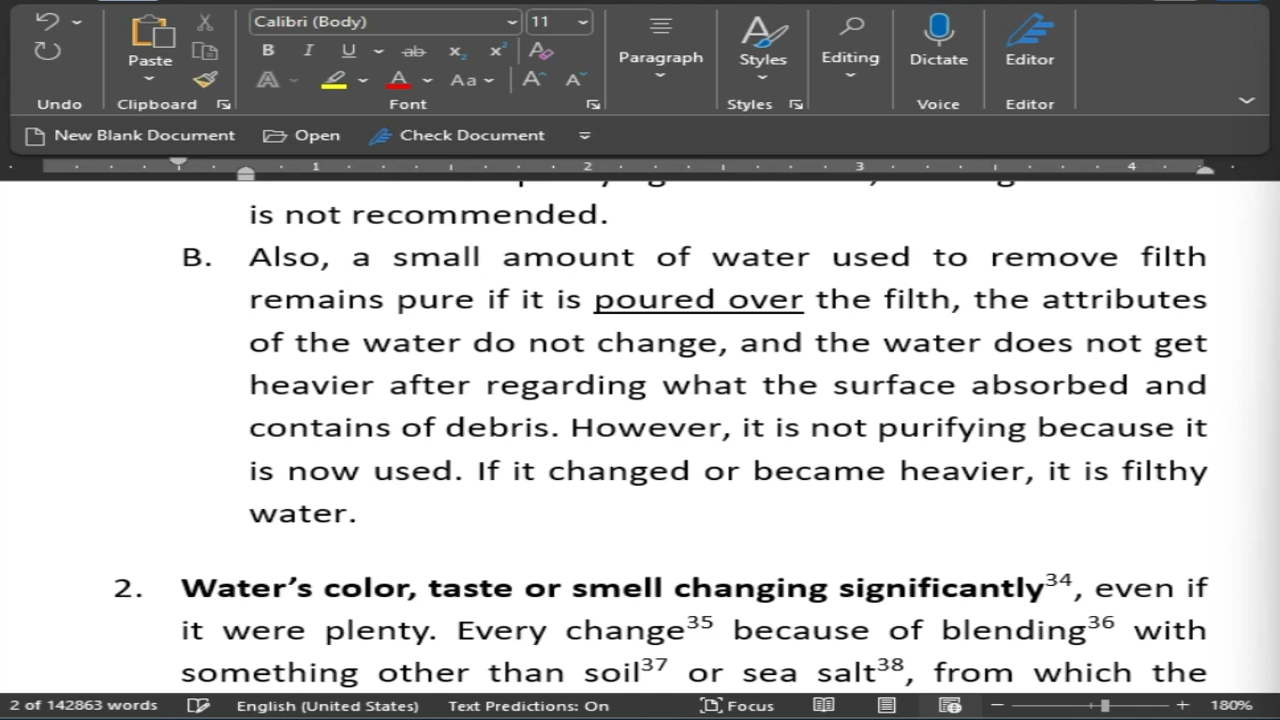 Calibri (Body)
11
Paste
B I U ab x₂ x² A
A A Aa A A
Paragraph
Styles
Editing
Dictate
Editor
Undo
Clipboard
Font
Styles
Voice
Editor
New Blank Document
Open
Check Document
1 2 3 4
is not recommended.
B. Also, a small amount of water used to remove filth
remains pure if it is poured over the filth, the attributes
of the water do not change, and the water does not get
heavier after regarding what the surface absorbed and
contains of debris. However, it is not purifying because it
is now used. If it changed or became heavier, it is filthy
water.
2. Water’s color, taste or smell changing significantly³⁴, even if
it were plenty. Every change³⁵ because of blending³⁶ with
something other than soil³⁷ or sea salt³⁸, from which the
2 of 142863 words English (United States) Text Predictions: On Focus 180%